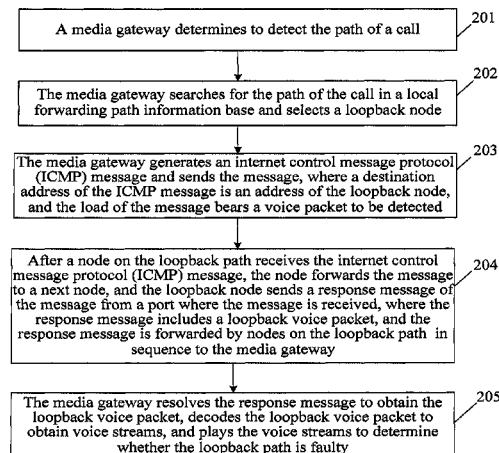 201
A media gateway determines to detect the path of a call
202
The media gateway searches for the path of the call in a local
forwarding path information base and selects a loopback node
203
The media gateway generates an internet control message protocol
(ICMP) message and sends the message, where a destination
address of the ICMP message is an address of the loopback node,
and the load of the message bears a voice packet to be detected
204
After a node on the loopback path receives the internet control
message protocol (ICMP) message, the node forwards the message
to a next node, and the loopback node sends a response message of
the message from a port where the message is received, where the
response message includes a loopback voice packet, and the
response message is forwarded by nodes on the loopback path in
sequence to the media gateway
205
The media gateway resolves the response message to obtain the
loopback voice packet, decodes the loopback voice packet to
obtain voice streams, and plays the voice streams to determine
whether the loopback path is faulty